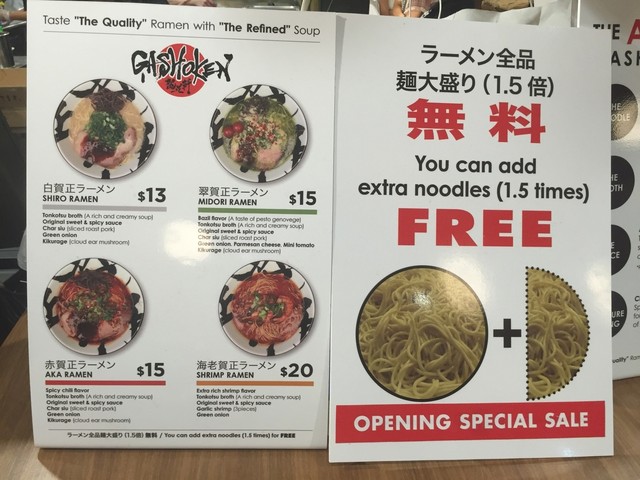 Taste "The Quality" Ramen with "The Refined" Soup
GASHOKEN
白賀正ラーメン $13
SHIRO RAMEN
Tonkotsu broth (A rich and creamy soup)
Original sweet & spicy sauce
Char siu (sliced roast pork)
Green onion
Kikurage (cloud ear mushroom)
翠賀正ラーメン $15
MIDORI RAMEN
Bazil flavor (A taste of pesto genovege)
Tonkotsu broth (A rich and creamy soup)
Original sweet & spicy sauce
Char siu (sliced roast pork)
Green onion, Parmesan cheese, Mini tomato
Kikurage (cloud ear mushroom)
赤賀正ラーメン $15
AKA RAMEN
Spicy chili flavor
Tonkotsu broth (A rich and creamy soup)
Original sweet & spicy sauce
Char siu (sliced roast pork)
Green onion
Kikurage (cloud ear mushroom)
海老賀正ラーメン $20
SHRIMP RAMEN
Extra rich shrimp flavor
Tonkotsu broth (A rich and creamy soup)
Original sweet & spicy sauce
Garlic shrimp (3pieces)
Green onion
Kikurage (cloud ear mushroom)
ラーメン全品麺大盛り(1.5倍)無料 / You can add extra noodles (1.5 times) for FREE
ラーメン全品
麺大盛り(1.5倍)
無料
You can add
extra noodles (1.5 times)
FREE
+
OPENING SPECIAL SALE
THE